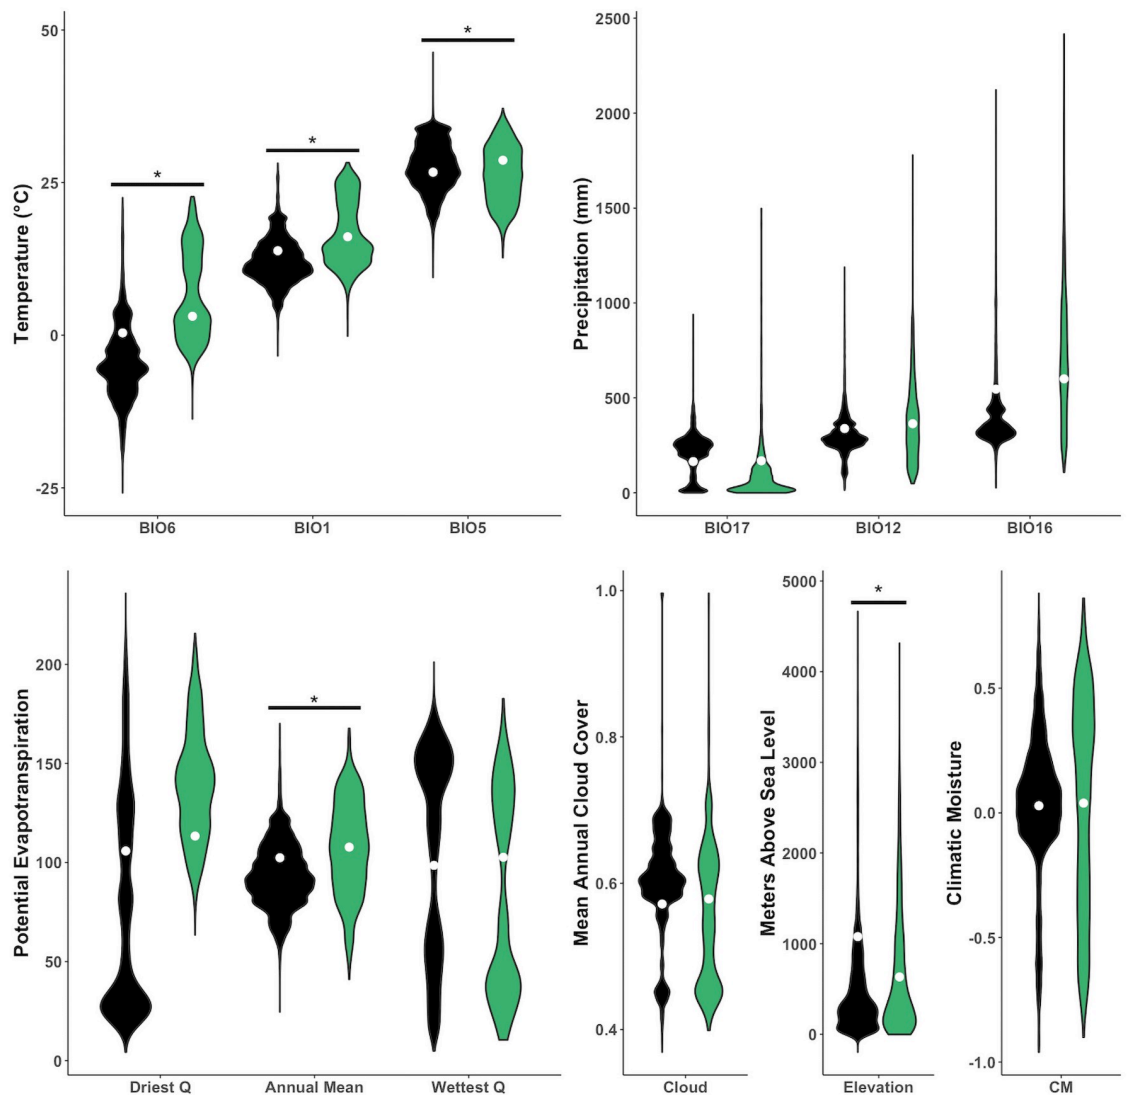 Temperature (°C)
50
25
0
-25
*
*
*
BIO6 BIO1 BIO5
Precipitation (mm)
2500
2000
1500
1000
500
0
BIO17 BIO12 BIO16
Potential Evapotranspiration
200
150
100
50
0
*
Driest Q Annual Mean Wettest Q
Mean Annual Cloud Cover
1.0
0.8
0.6
0.4
Cloud
Meters Above Sea Level
5000
4000
3000
2000
1000
0
*
Elevation
Climatic Moisture
0.5
0.0
-0.5
-1.0
CM